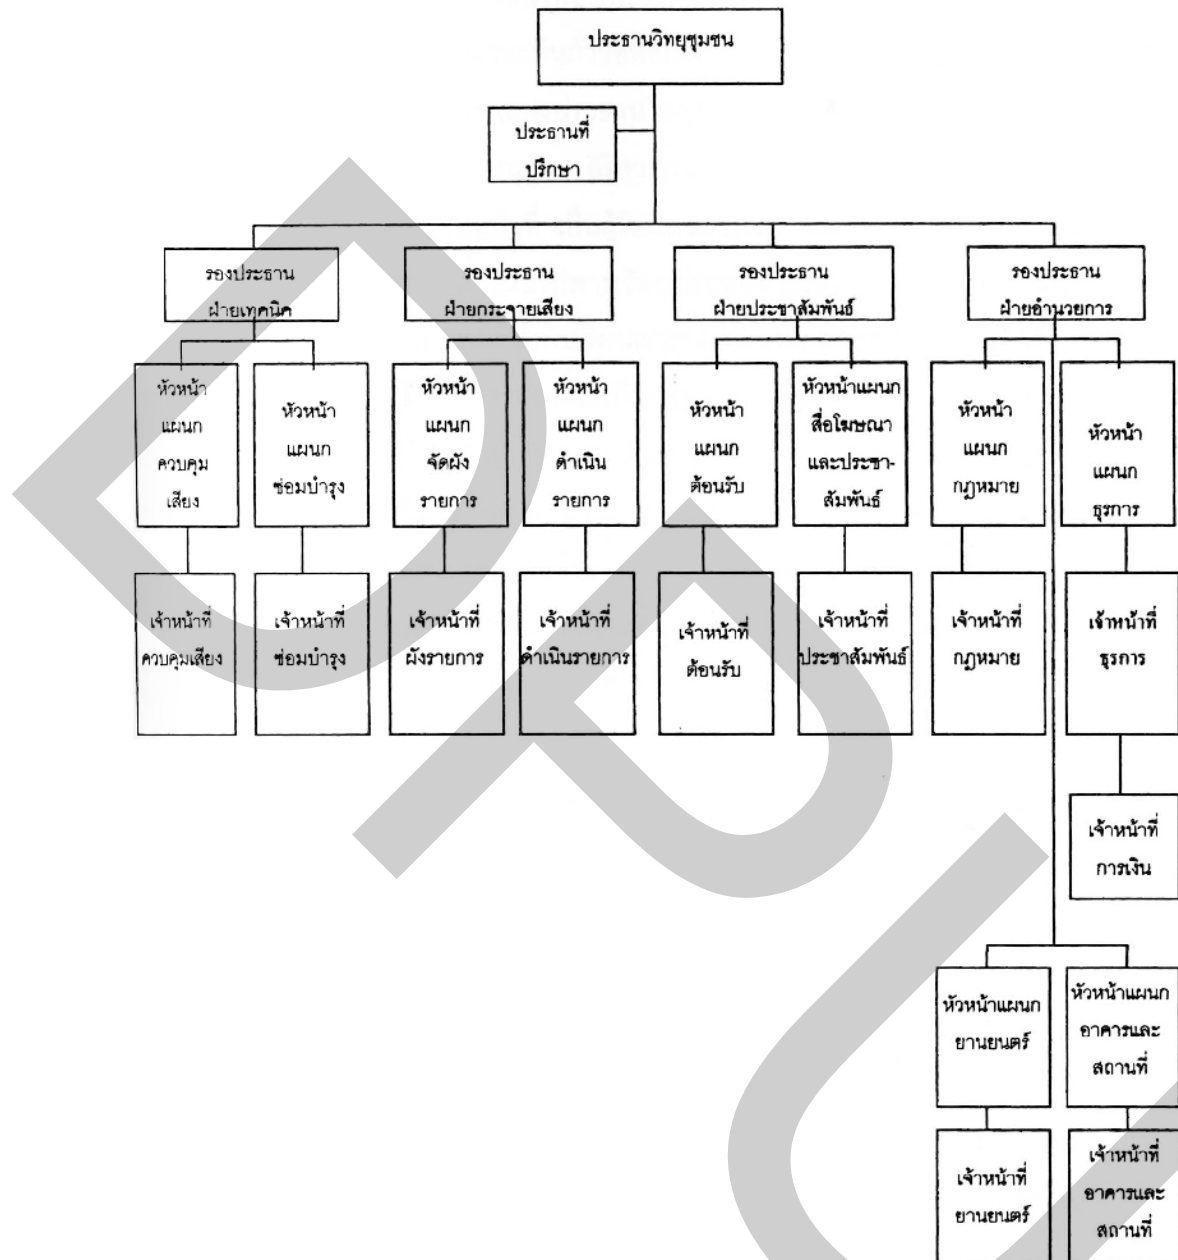 ประธานวิทยุชุมชน
ประธานที่
ปรึกษา
รองประธาน
ฝ่ายเทคนิค
รองประธาน
ฝ่ายกระจายเสียง
รองประธาน
ฝ่ายประชาสัมพันธ์
รองประธาน
ฝ่ายอำนวยการ
หัวหน้า
แผนก
ควบคุม
เสียง
หัวหน้า
แผนก
ซ่อมบำรุง
หัวหน้า
แผนก
จัดผัง
รายการ
หัวหน้า
แผนก
ดำเนิน
รายการ
หัวหน้า
แผนก
ต้อนรับ
หัวหน้าแผนก
สื่อโฆษณา
และประชา-
สัมพันธ์
หัวหน้า
แผนก
กฎหมาย
หัวหน้า
แผนก
ธุรการ
เจ้าหน้าที่
ควบคุมเสียง
เจ้าหน้าที่
ซ่อมบำรุง
เจ้าหน้าที่
ผังรายการ
เจ้าหน้าที่
ดำเนินรายการ
เจ้าหน้าที่
ต้อนรับ
เจ้าหน้าที่
ประชาสัมพันธ์
เจ้าหน้าที่
กฎหมาย
เจ้าหน้าที่
ธุรการ
เจ้าหน้าที่
การเงิน
หัวหน้าแผนก
ยานยนตร์
หัวหน้าแผนก
อาคารและ
สถานที่
เจ้าหน้าที่
ยานยนตร์
เจ้าหน้าที่
อาคารและ
สถานที่
DPU